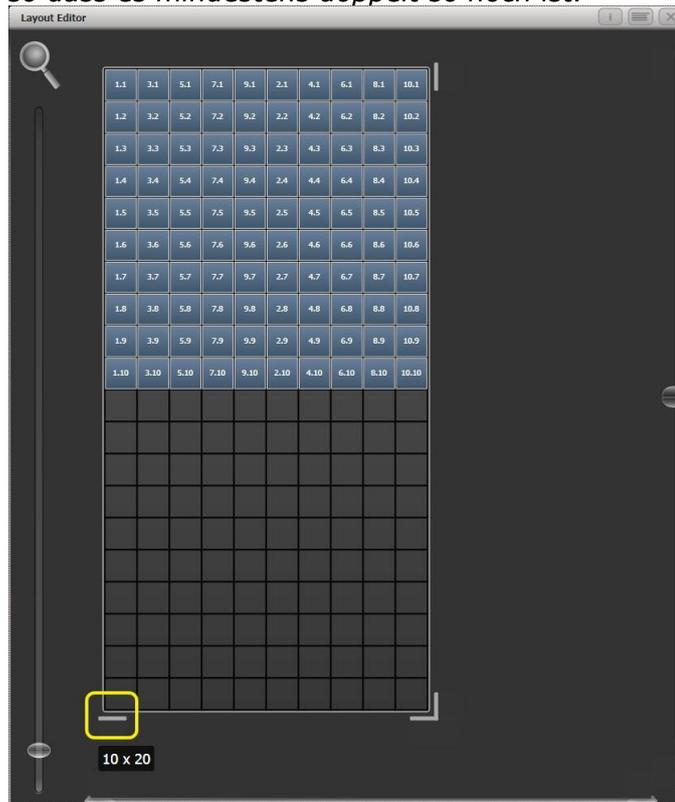 so dass es mindestens doppelt so hoch ist.
Layout Editor
1.1 3.1 5.1 7.1 9.1 2.1 4.1 6.1 8.1 10.1
1.2 3.2 5.2 7.2 9.2 2.2 4.2 6.2 8.2 10.2
1.3 3.3 5.3 7.3 9.3 2.3 4.3 6.3 8.3 10.3
1.4 3.4 5.4 7.4 9.4 2.4 4.4 6.4 8.4 10.4
1.5 3.5 5.5 7.5 9.5 2.5 4.5 6.5 8.5 10.5
1.6 3.6 5.6 7.6 9.6 2.6 4.6 6.6 8.6 10.6
1.7 3.7 5.7 7.7 9.7 2.7 4.7 6.7 8.7 10.7
1.8 3.8 5.8 7.8 9.8 2.8 4.8 6.8 8.8 10.8
1.9 3.9 5.9 7.9 9.9 2.9 4.9 6.9 8.9 10.9
1.10 3.10 5.10 7.10 9.10 2.10 4.10 6.10 8.10 10.10
10 x 20